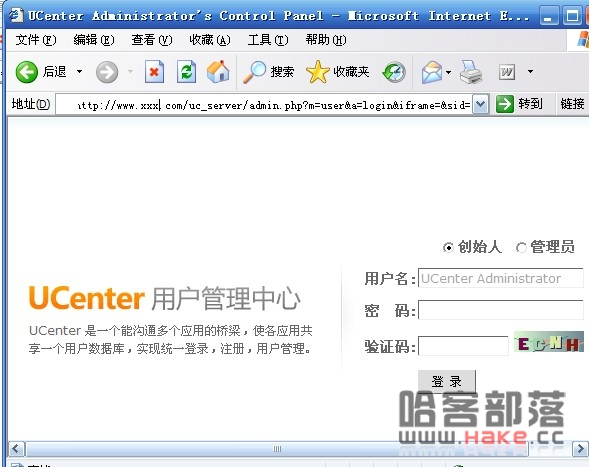 UCenter Administrator's Control Panel - Microsoft Internet E...
文件(F) 编辑(E) 查看(V) 收藏(A) 工具(T) 帮助(H)
后退 搜索 收藏夹
地址(D) http://www.xxx.com/uc_server/admin.php?m=user&a=login&iframe=&sid= 转到 链接
创始人 管理员
用户名: UCenter Administrator
UCenter 用户管理中心
密 码:
UCenter 是一个能沟通多个应用的桥梁，使各应用共
享一个用户数据库，实现统一登录，注册，用户管理。
验证码: ECNH
登 录
哈客部落
www.Hake.cc